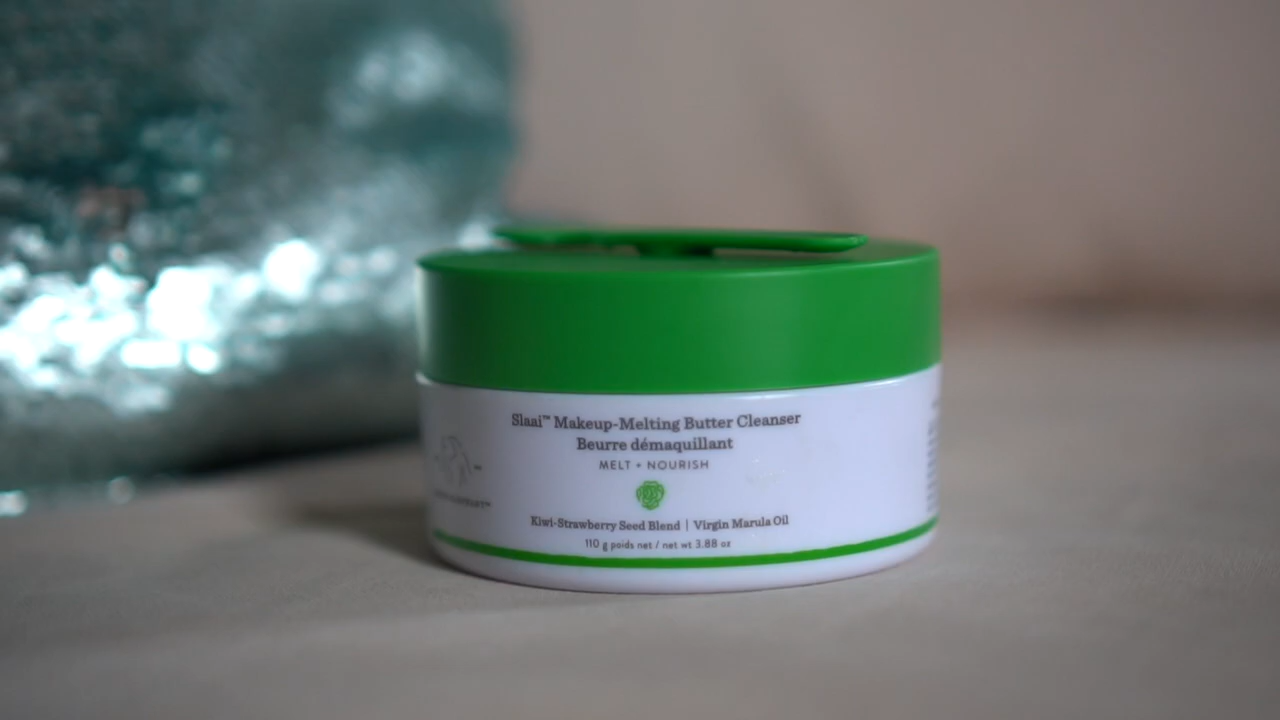 Slaai™ Makeup-Melting Butter Cleanser
Beurre démaquillant
MELT + NOURISH
Kiwi-Strawberry Seed Blend | Virgin Marula Oil
110 g poids net / net wt 3.88 oz